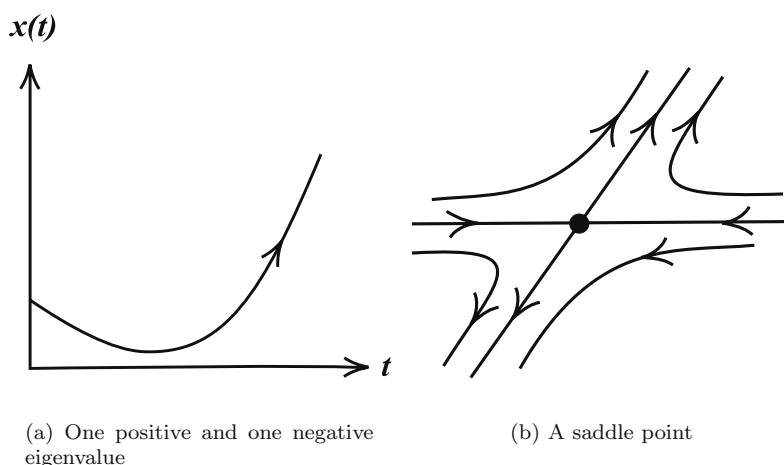 x(t)
t
(a) One positive and one negative
eigenvalue
(b) A saddle point